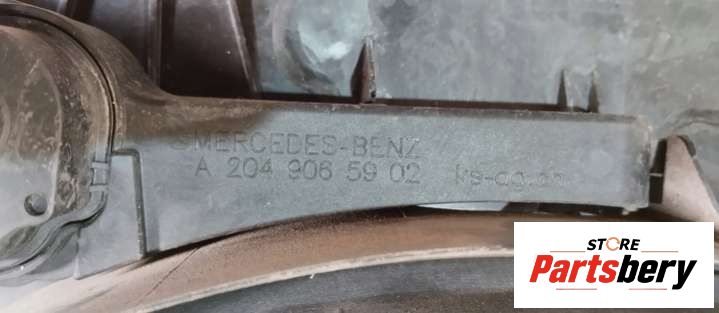 MERCEDES-BENZ
A 204 906 59 02
STORE
Partsbery